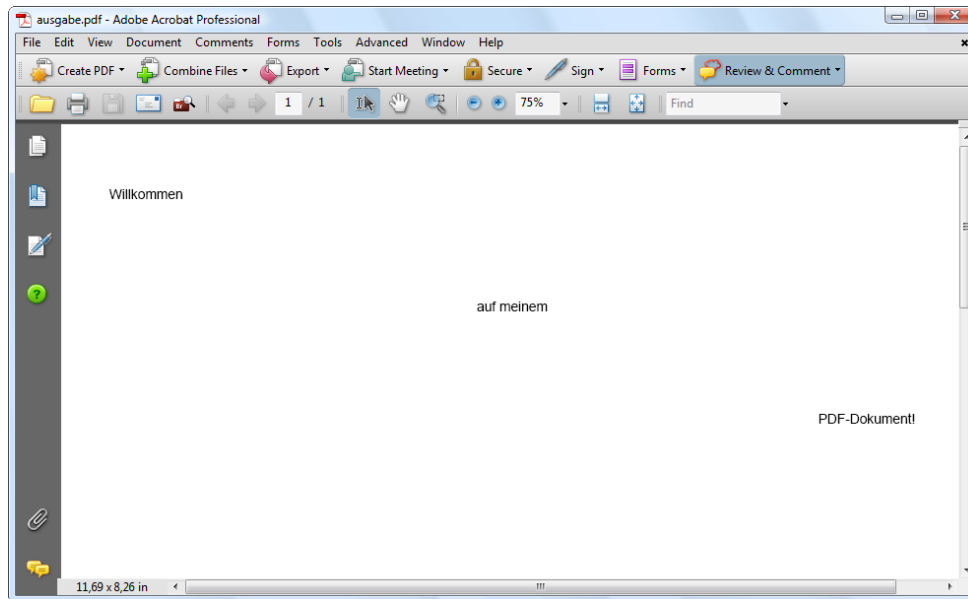 ausgabe.pdf - Adobe Acrobat Professional
File Edit View Document Comments Forms Tools Advanced Window Help
Create PDF Combine Files Export Start Meeting Secure Sign Forms Review & Comment
1 / 1 75% Find
Willkommen
auf meinem
PDF-Dokument!
11,69 x 8,26 in